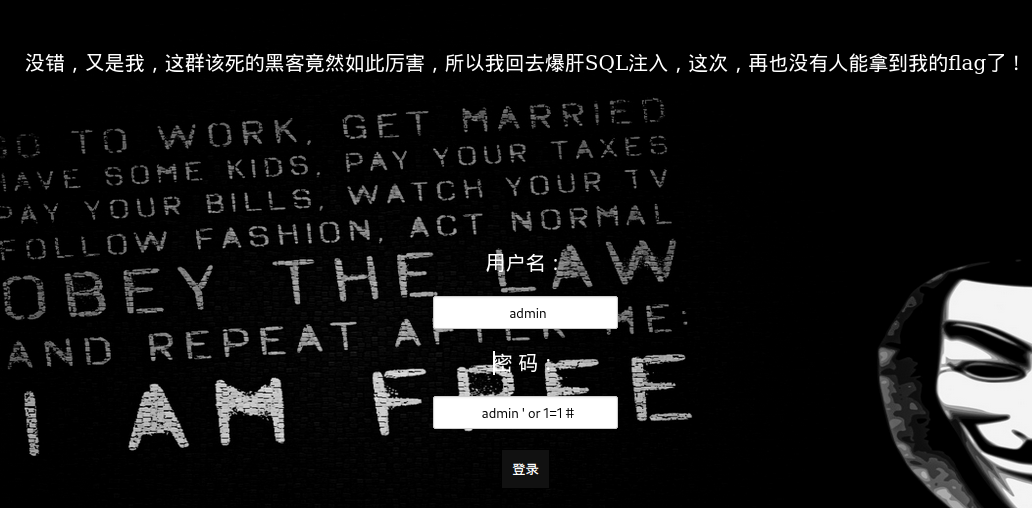 没错，又是我，这群该死的黑客竟然如此厉害，所以我回去爆肝SQL注入，这次，再也没有人能拿到我的flag了！
GO TO WORK, GET MARRIED
HAVE SOME KIDS, PAY YOUR TAXES
PAY YOUR BILLS, WATCH YOUR TV
FOLLOW FASHION, ACT NORMAL
OBEY THE LAW
AND REPEAT AFTER ME:
I AM FREE
用户名：
admin
密 码：
admin ' or 1=1 #
登录